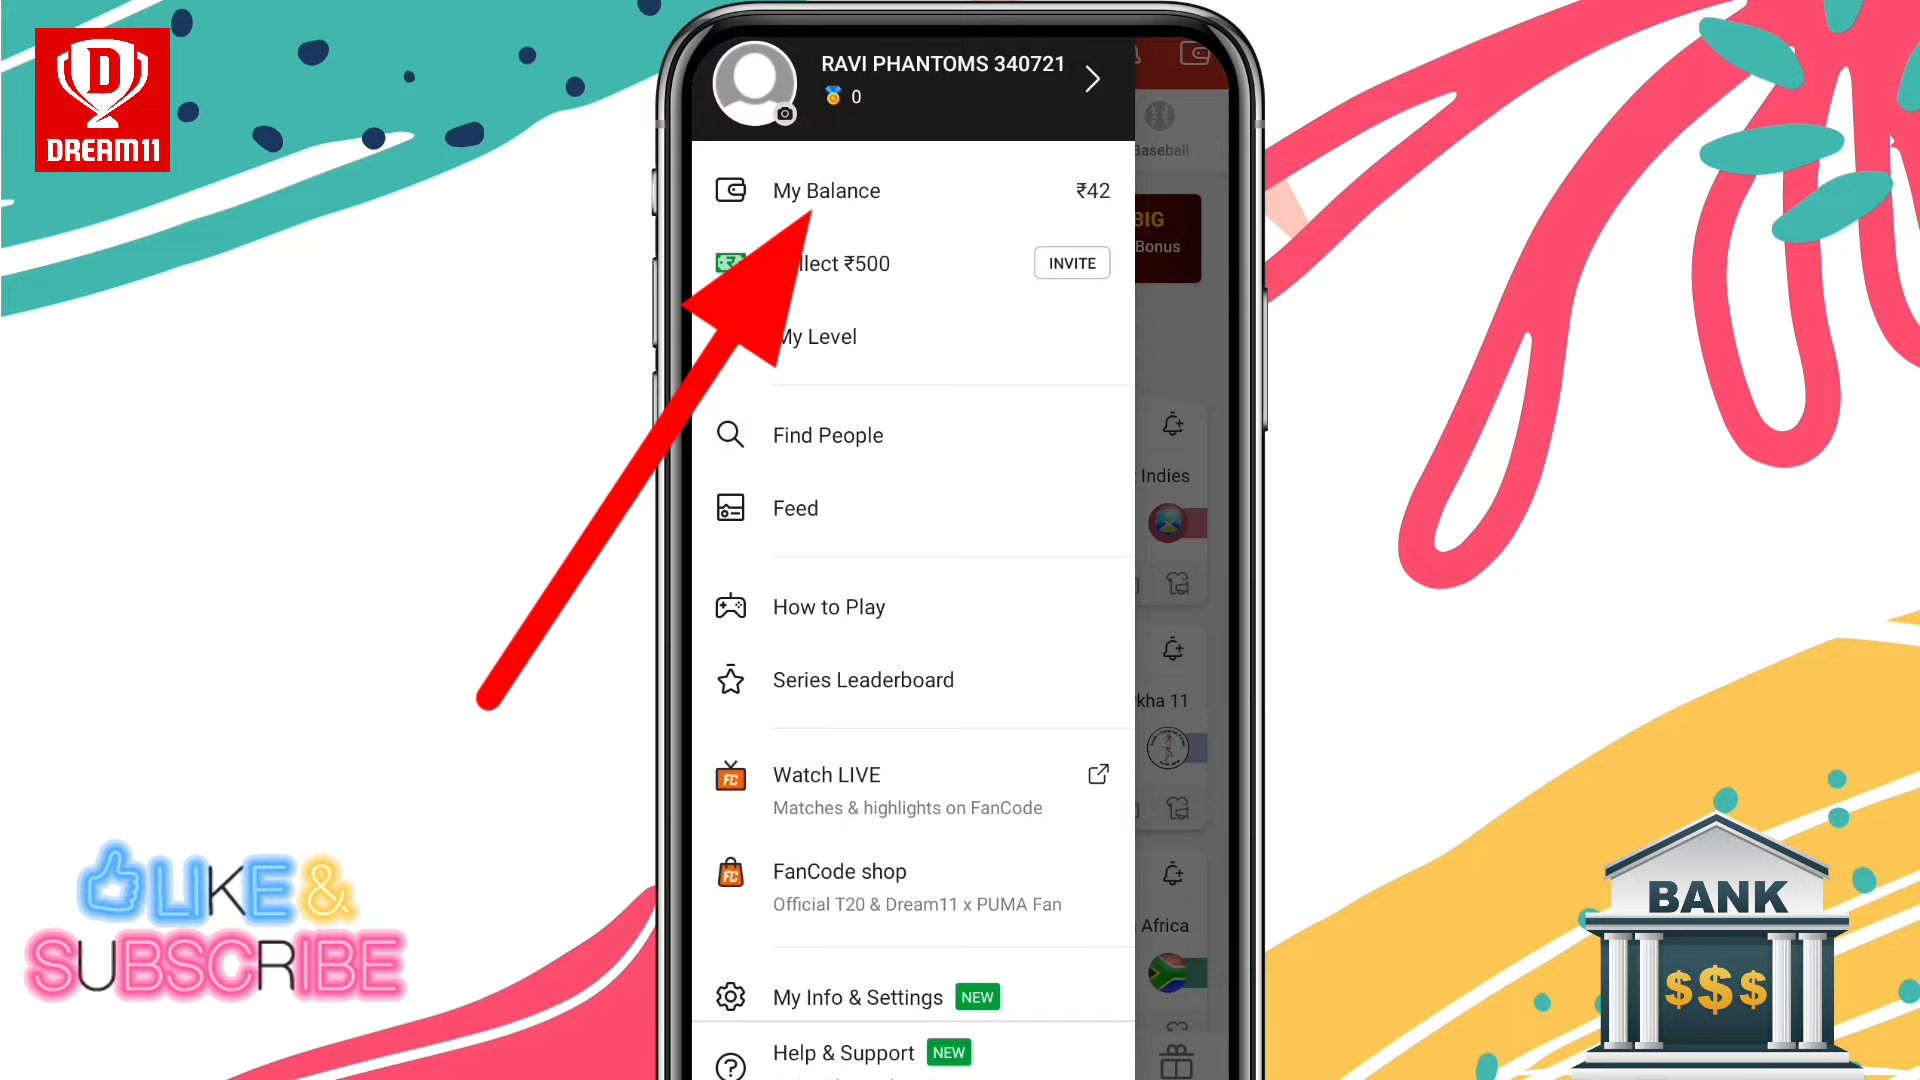 DREAM11
RAVI PHANTOMS 340721
0
Baseball
My Balance
₹42
BIG
Bonus
₹500
INVITE
My Level
Find People
Indies
Feed
How to Play
Series Leaderboard
11
Watch LIVE
Matches & highlights on FanCode
FC
FanCode shop
FC
Official T20 & Dream11 x PUMA Fan
Africa
My Info & Settings
NEW
Help & Support
NEW
LIKE &
SUBSCRIBE
BANK
$$$